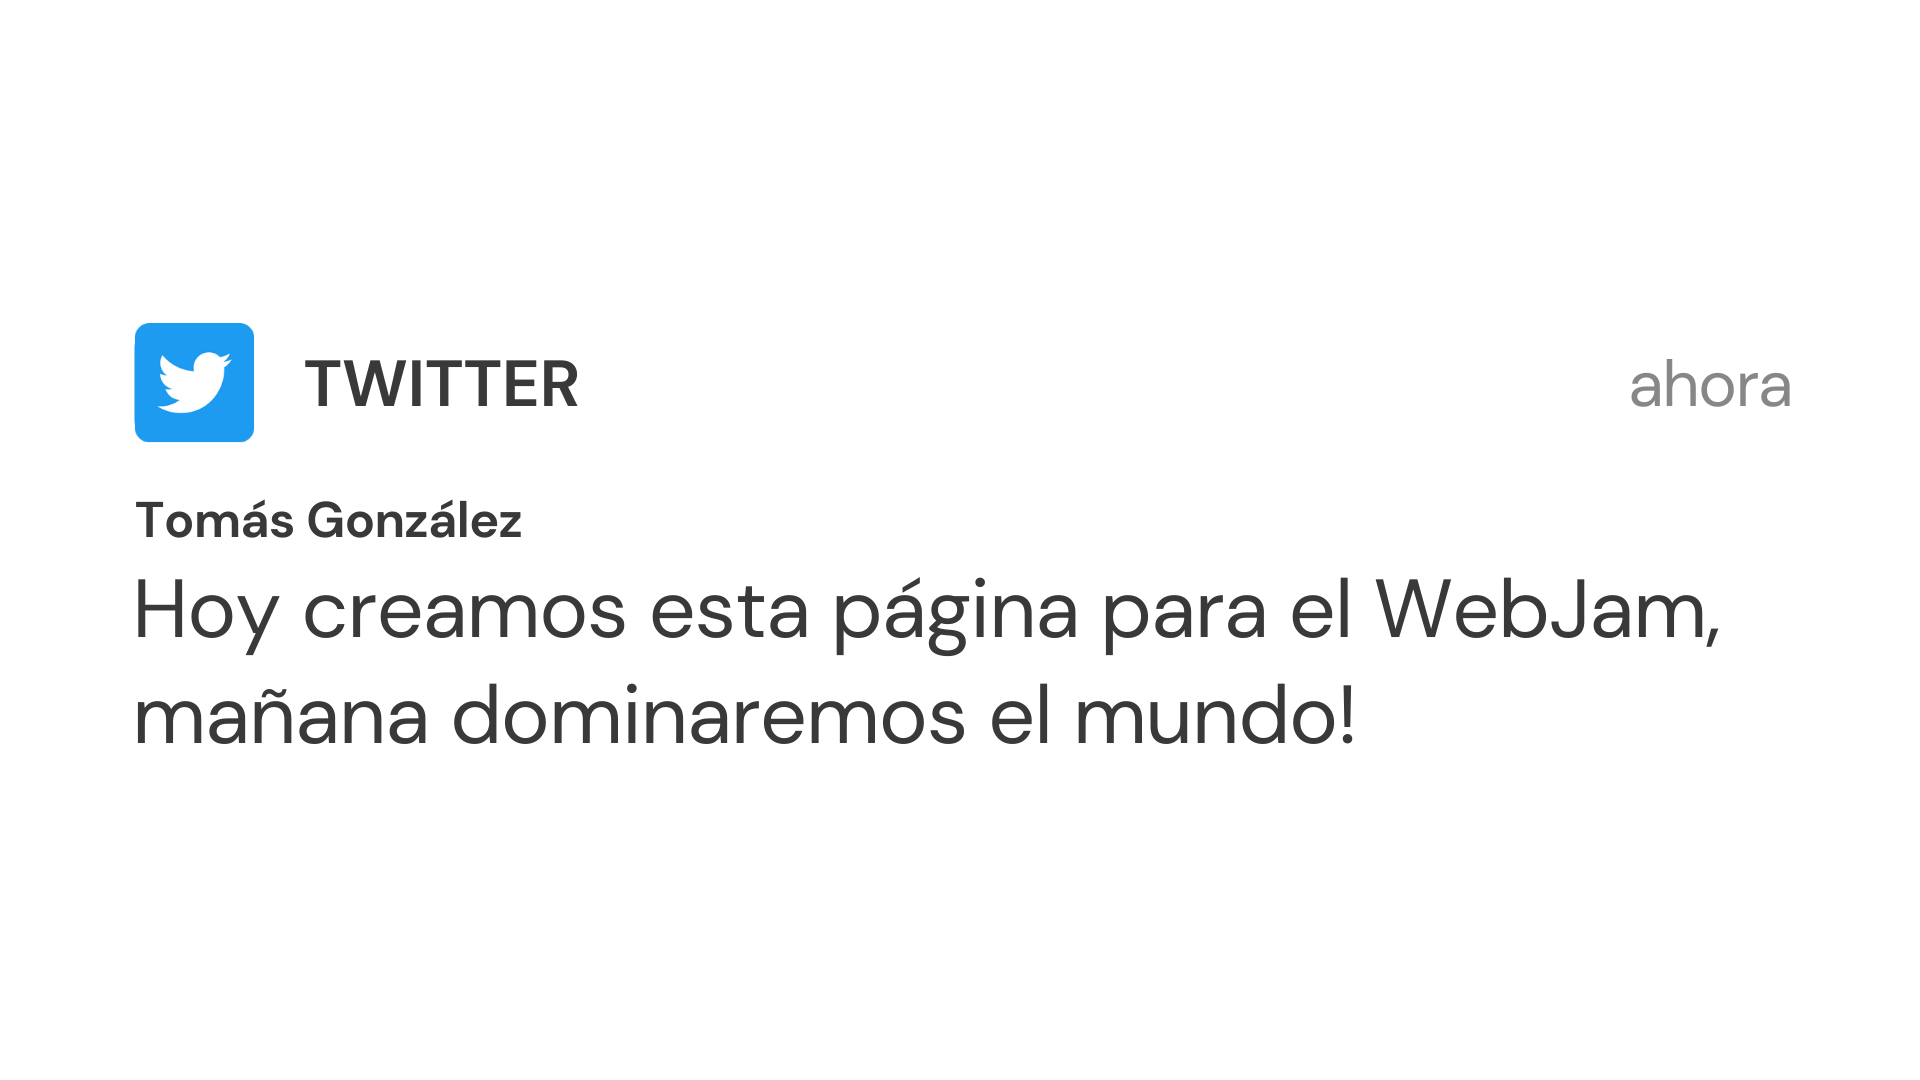 TWITTER
ahora
Tomás González
Hoy creamos esta página para el WebJam,
mañana dominaremos el mundo!